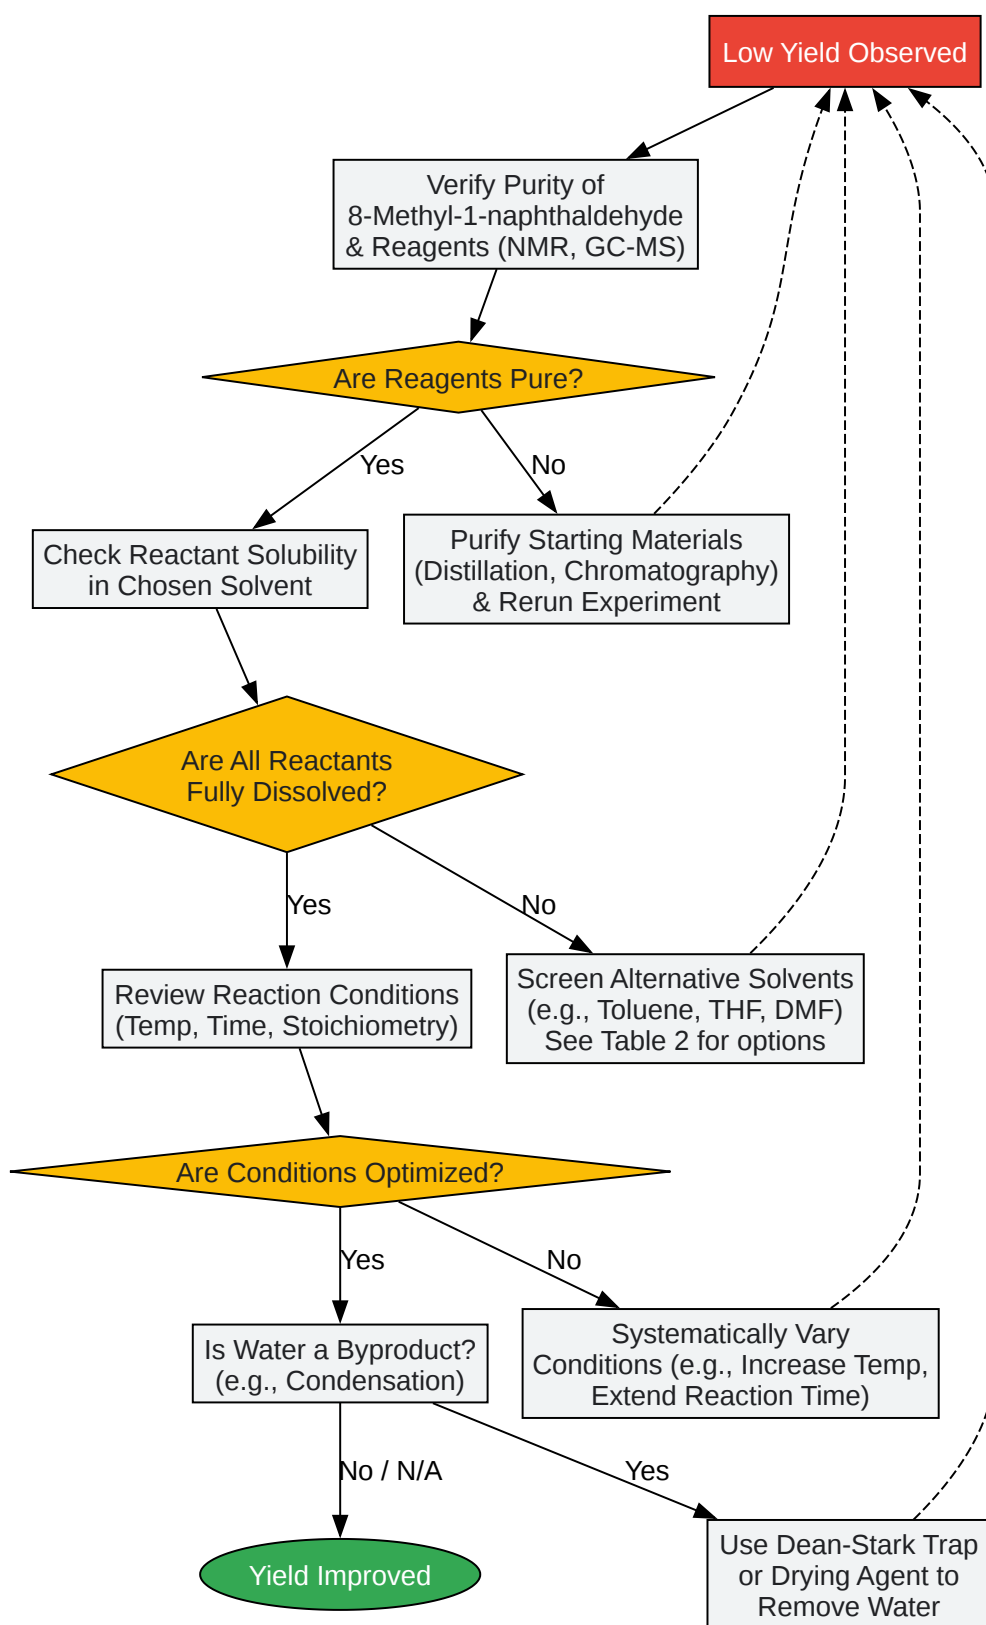 Low Yield Observed
Verify Purity of
8-Methyl-1-naphthaldehyde
& Reagents (NMR, GC-MS)
Are Reagents Pure?
Yes
No
Check Reactant Solubility
in Chosen Solvent
Purify Starting Materials
(Distillation, Chromatography)
& Rerun Experiment
Are All Reactants
Fully Dissolved?
Yes
No
Review Reaction Conditions
(Temp, Time, Stoichiometry)
Screen Alternative Solvents
(e.g., Toluene, THF, DMF)
See Table 2 for options
Are Conditions Optimized?
Yes
No
Is Water a Byproduct?
(e.g., Condensation)
Systematically Vary
Conditions (e.g., Increase Temp,
Extend Reaction Time)
No / N/A
Yes
Yield Improved
Use Dean-Stark Trap
or Drying Agent to
Remove Water